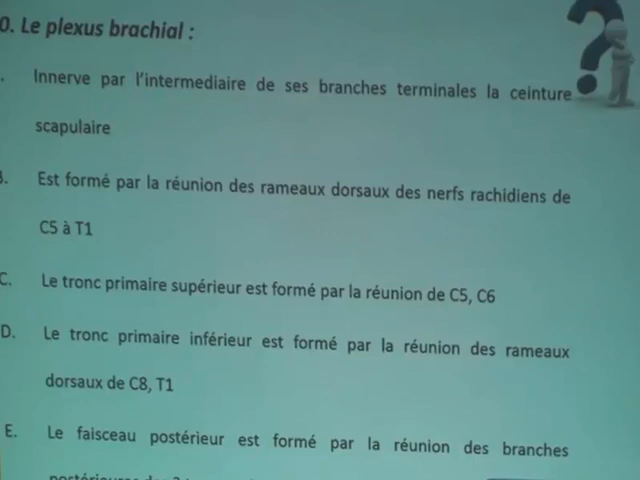 0. Le plexus brachial :
. Innerve par l'intermediaire de ses branches terminales la ceinture
scapulaire
B. Est formé par la réunion des rameaux dorsaux des nerfs rachidiens de
C5 à T1
C. Le tronc primaire supérieur est formé par la réunion de C5, C6
D. Le tronc primaire inférieur est formé par la réunion des rameaux
dorsaux de C8, T1
E. Le faisceau postérieur est formé par la réunion des branches